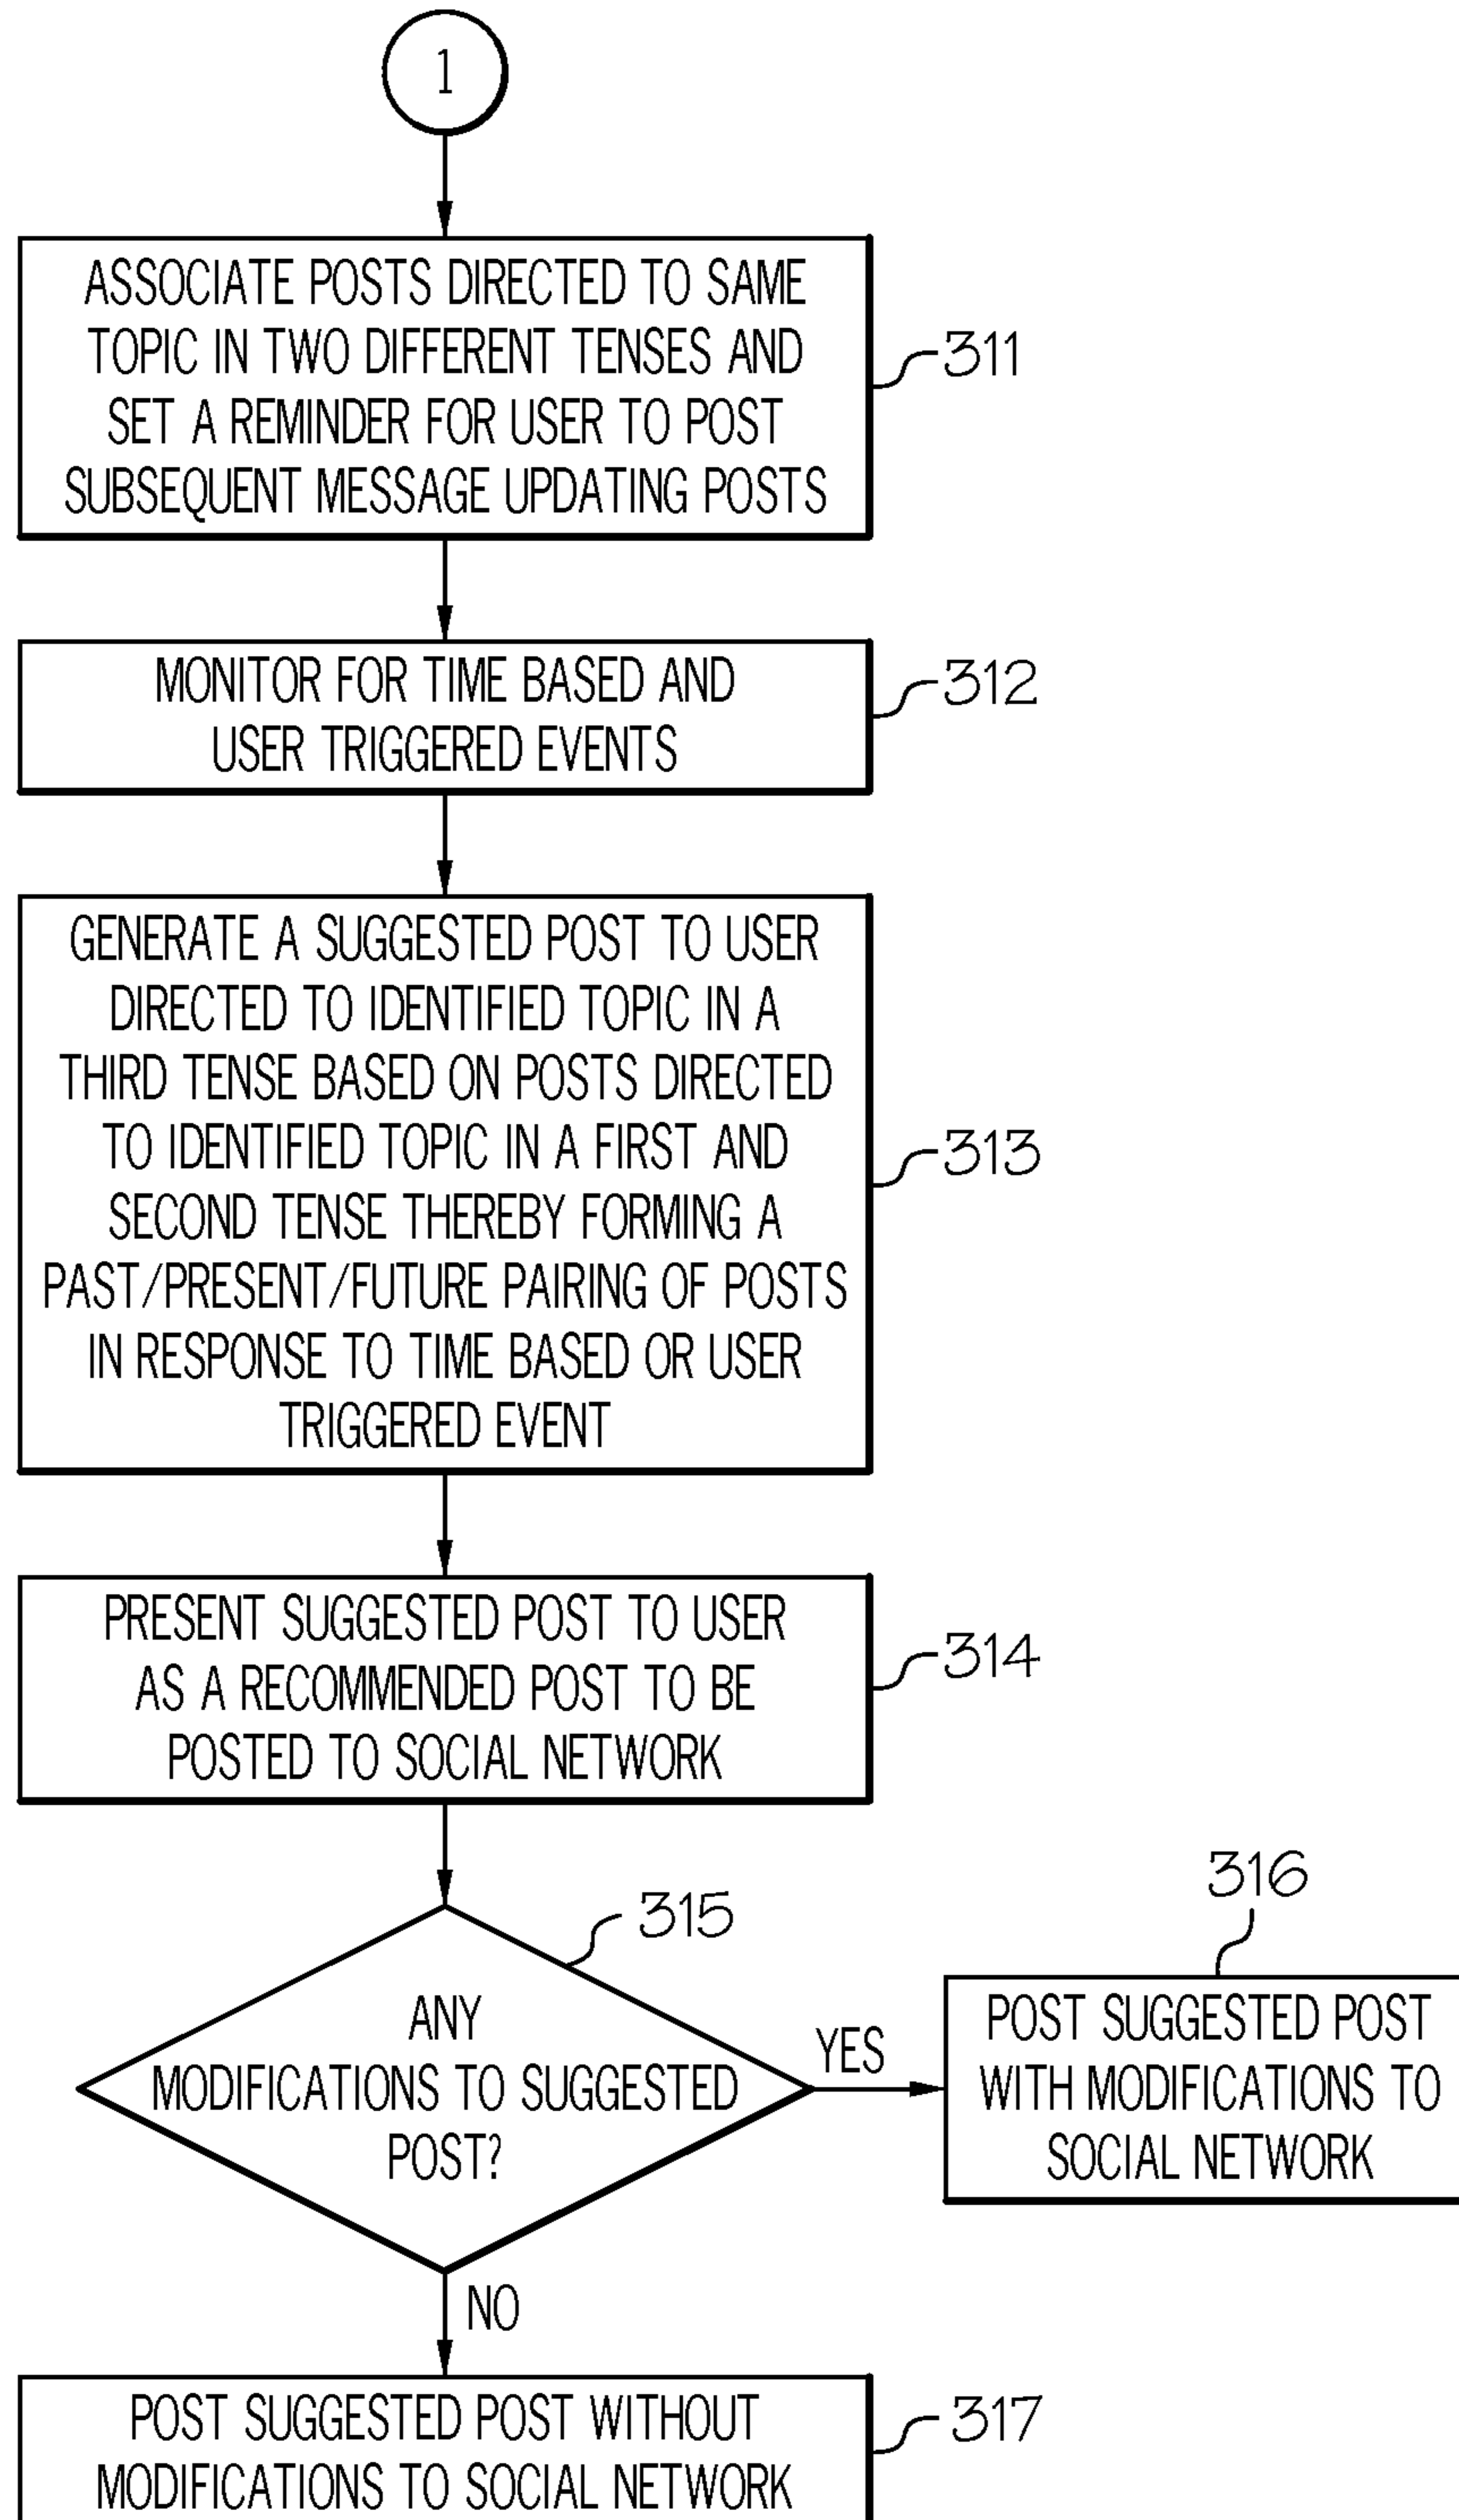 1
ASSOCIATE POSTS DIRECTED TO SAME
TOPIC IN TWO DIFFERENT TENSES AND
SET A REMINDER FOR USER TO POST
SUBSEQUENT MESSAGE UPDATING POSTS
311
MONITOR FOR TIME BASED AND
USER TRIGGERED EVENTS
312
GENERATE A SUGGESTED POST TO USER
DIRECTED TO IDENTIFIED TOPIC IN A
THIRD TENSE BASED ON POSTS DIRECTED
TO IDENTIFIED TOPIC IN A FIRST AND
SECOND TENSE THEREBY FORMING A
PAST/PRESENT/FUTURE PAIRING OF POSTS
IN RESPONSE TO TIME BASED OR USER
TRIGGERED EVENT
313
PRESENT SUGGESTED POST TO USER
AS A RECOMMENDED POST TO BE
POSTED TO SOCIAL NETWORK
314
315
ANY
MODIFICATIONS TO SUGGESTED
POST?
YES
316
POST SUGGESTED POST
WITH MODIFICATIONS TO
SOCIAL NETWORK
NO
POST SUGGESTED POST WITHOUT
MODIFICATIONS TO SOCIAL NETWORK
317